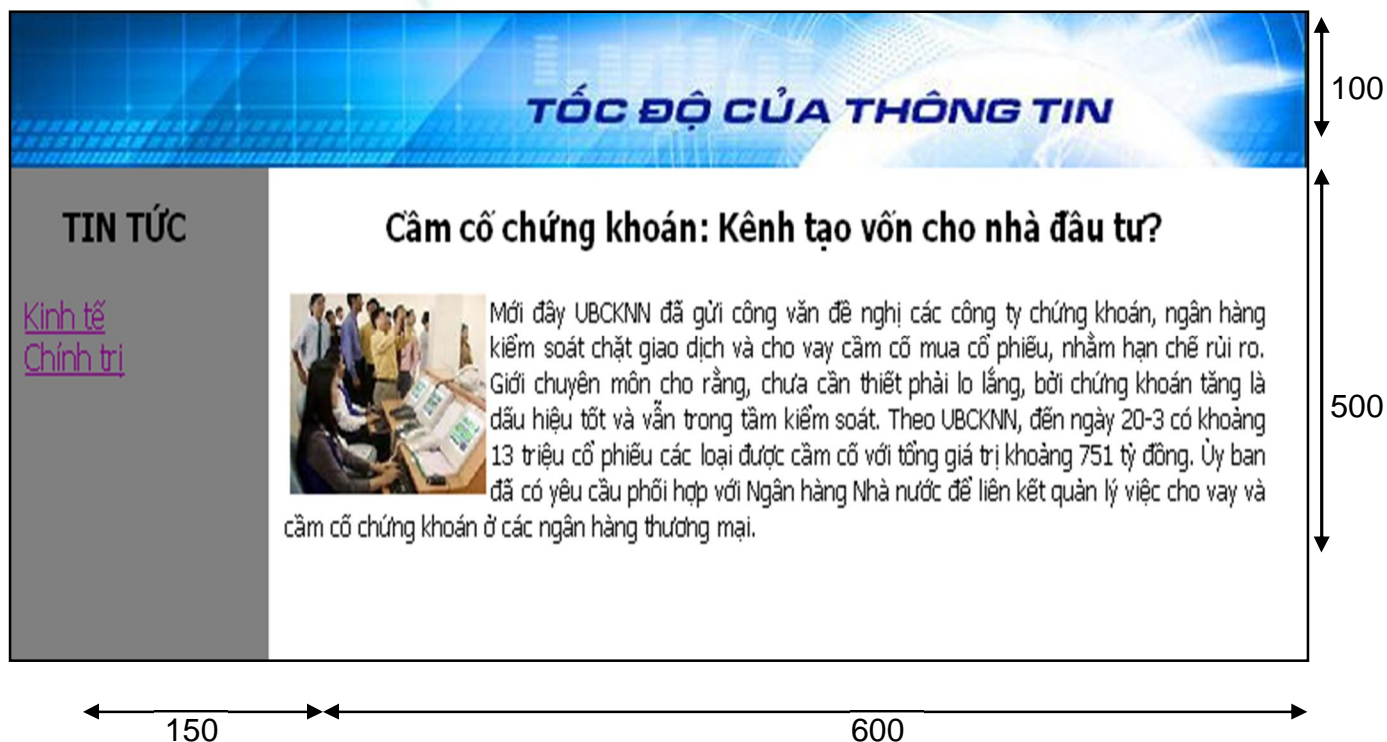 TỐC ĐỘ CỦA THÔNG TIN
100
TIN TỨC
Kinh tế
Chính trị
Cầm cố chứng khoán: Kênh tạo vốn cho nhà đầu tư?
Mới đây UBCKNN đã gửi công văn đề nghị các công ty chứng khoán, ngân hàng
kiểm soát chặt giao dịch và cho vay cầm cố mua cổ phiếu, nhằm hạn chế rủi ro.
Giới chuyên môn cho rằng, chưa cần thiết phải lo lắng, bởi chứng khoán tăng là
dấu hiệu tốt và vẫn trong tầm kiểm soát. Theo UBCKNN, đến ngày 20-3 có khoảng
13 triệu cổ phiếu các loại được cầm cố với tổng giá trị khoảng 751 tỷ đồng. Ủy ban
đã có yêu cầu phối hợp với Ngân hàng Nhà nước để liên kết quản lý việc cho vay và
cầm cố chứng khoán ở các ngân hàng thương mại.
500
150
600